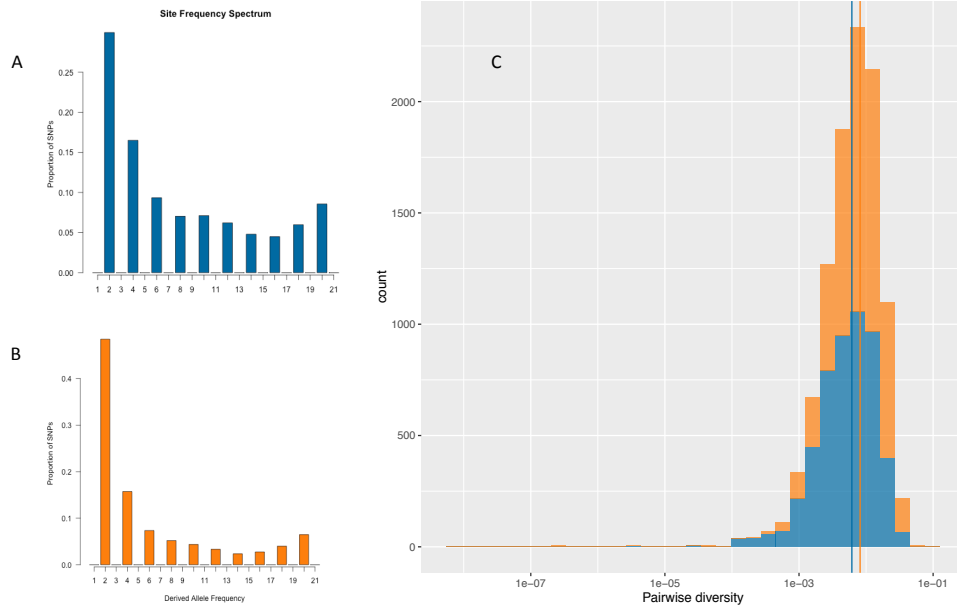 Site Frequency Spectrum
A
Proportion of SNPs
0.25
0.20
0.15
0.10
0.05
0.00
1 2 3 4 5 6 7 8 9 11 13 15 17 19 21
B
Proportion of SNPs
0.4
0.3
0.2
0.1
0.0
1 2 3 4 5 6 7 8 9 11 13 15 17 19 21
Derived Allele Frequency
C
count
2000
1500
1000
500
0
1e-07 1e-05 1e-03 1e-01
Pairwise diversity